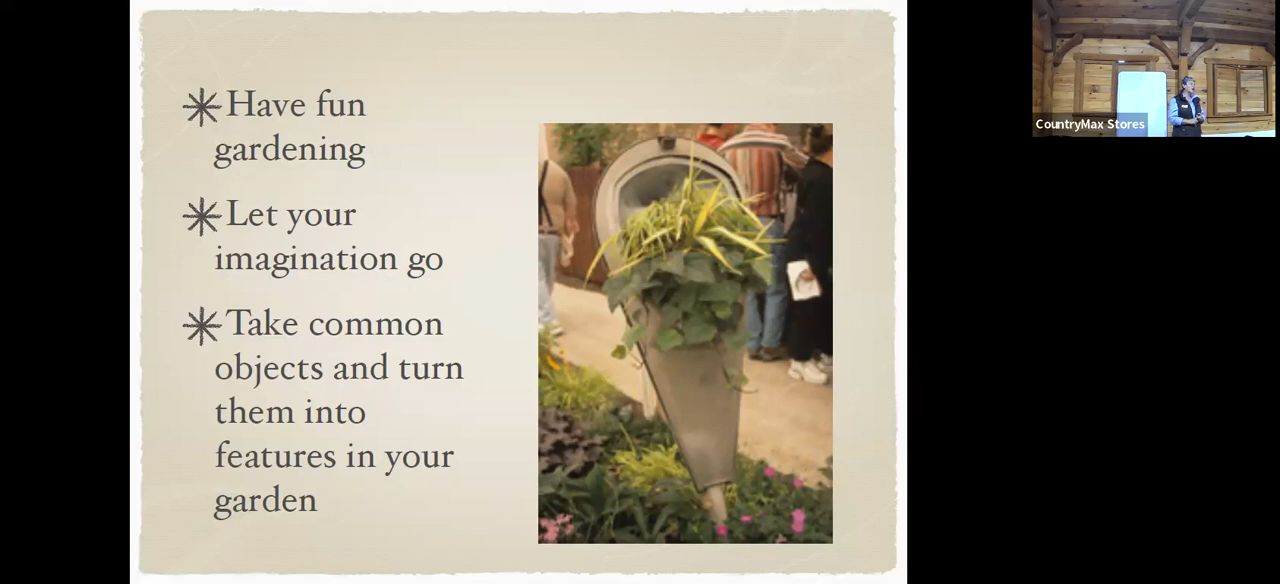 Have fun
gardening
Let your
imagination go
Take common
objects and turn
them into
features in your
garden
CountryMax Stores